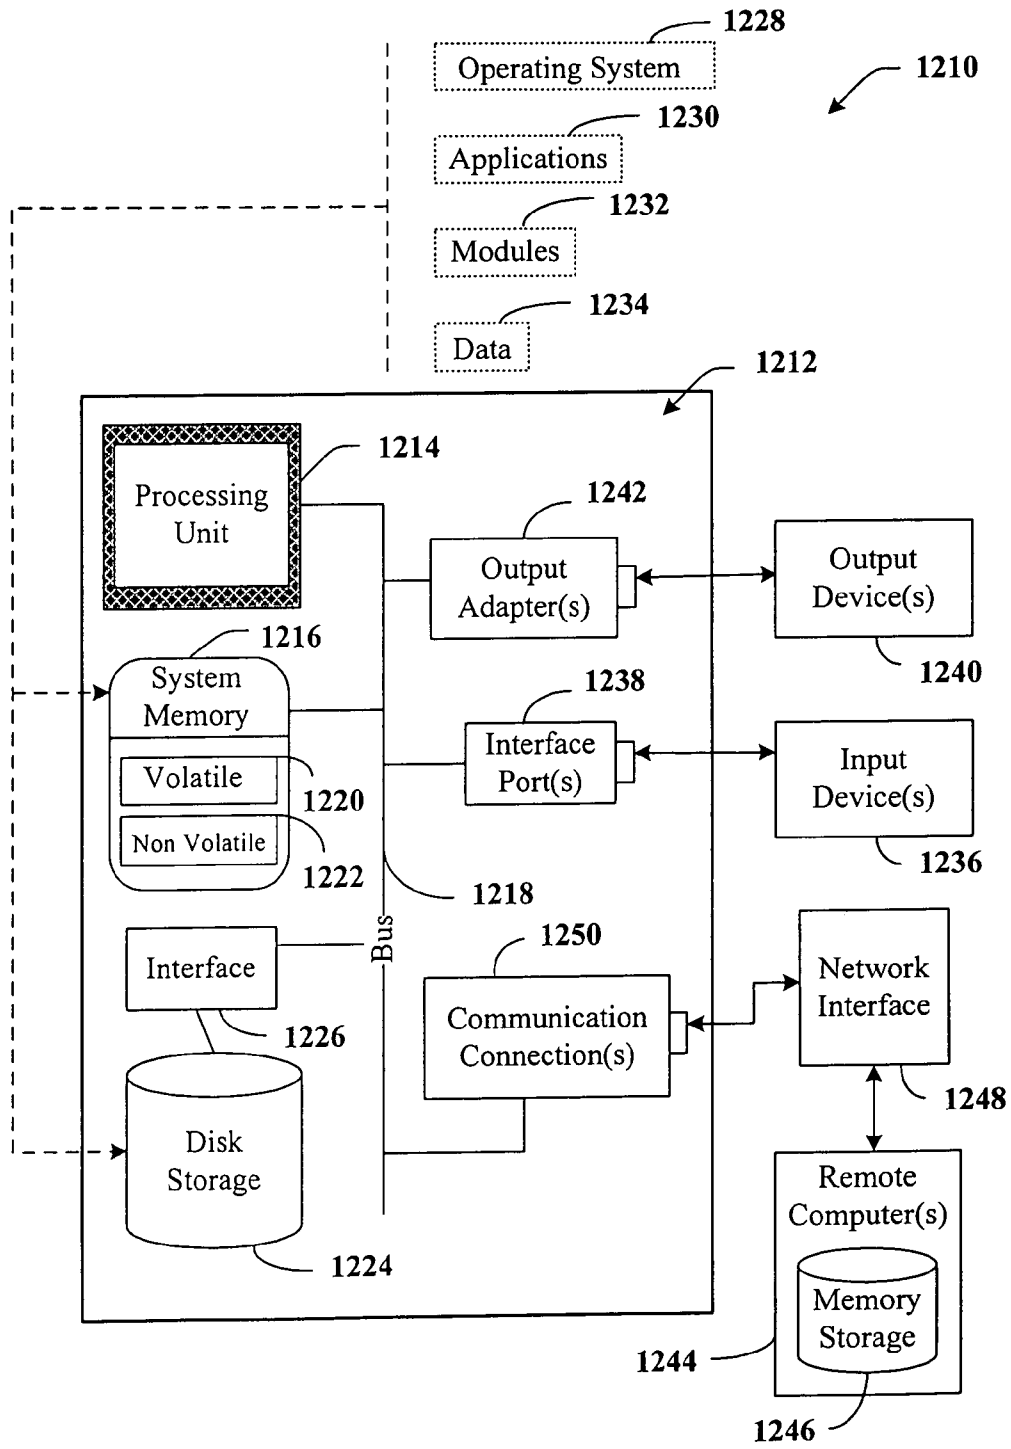 1228
Operating System
1210
1230
Applications
1232
Modules
1234
Data
1212
1214
Processing
Unit
1242
Output
Adapter(s)
Output
Device(s)
1240
1216
System
Memory
1238
Interface
Port(s)
Input
Device(s)
1236
Volatile
1220
Non Volatile
1222
1218
Bus
1250
Interface
1226
Communication
Connection(s)
Network
Interface
1248
Disk
Storage
1224
Remote
Computer(s)
Memory
Storage
1244
1246